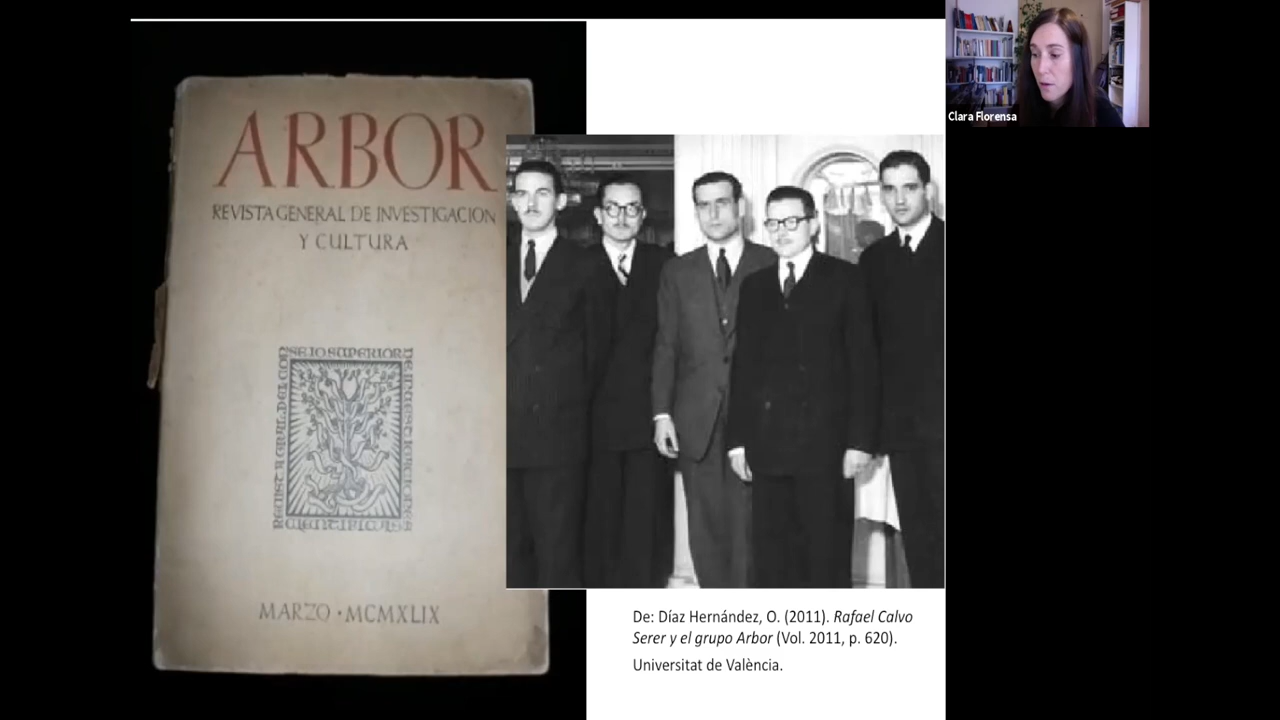 ARBOR
REVISTA GENERAL DE INVESTIGACION
Y CULTURA
MARZO · MCMXLIX
Clara Florensa
De: Díaz Hernández, O. (2011). Rafael Calvo
Serer y el grupo Arbor (Vol. 2011, p. 620).
Universitat de València.